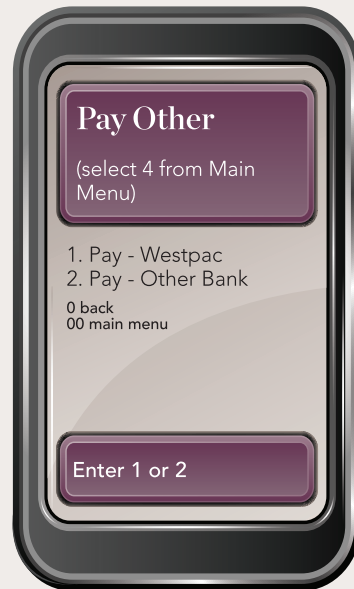 Pay Other
(select 4 from Main
Menu)
1. Pay - Westpac
2. Pay - Other Bank
0 back
00 main menu
Enter 1 or 2